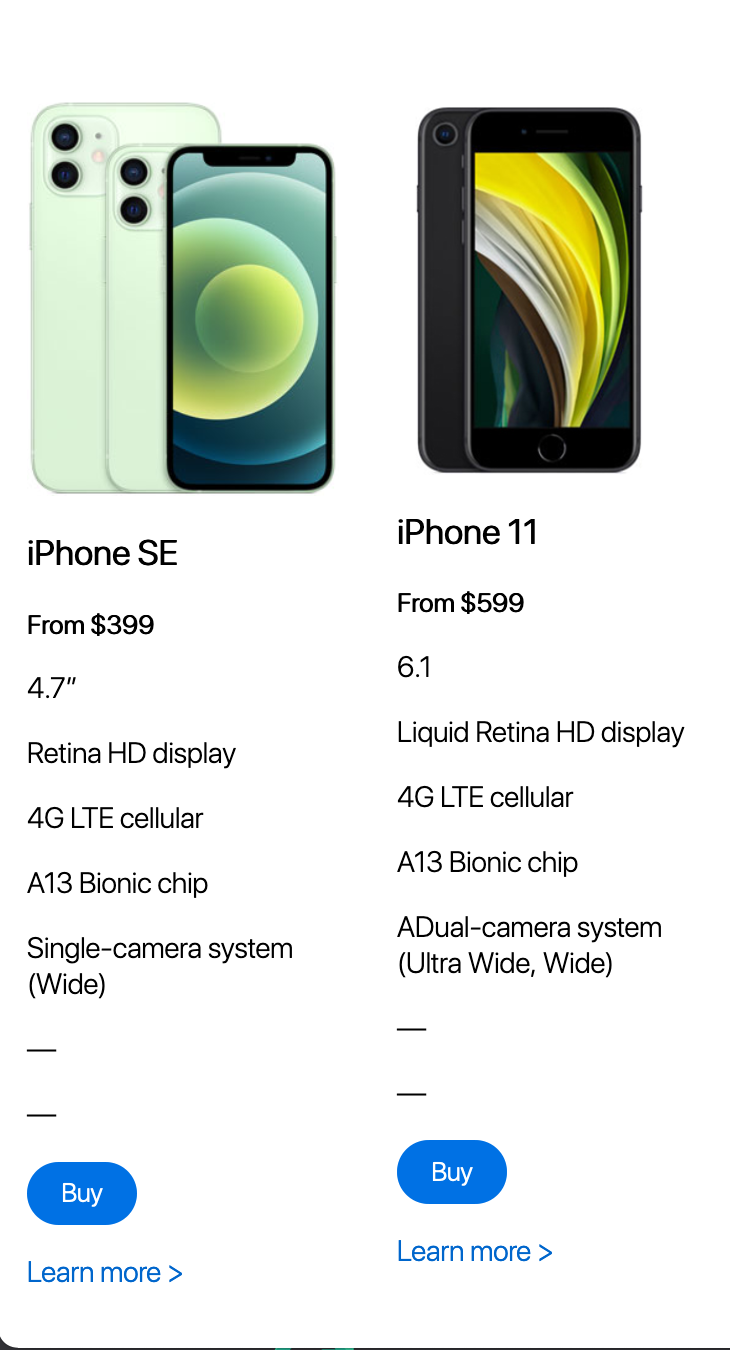 iPhone SE
From $399
4.7”
Retina HD display
4G LTE cellular
A13 Bionic chip
Single-camera system
(Wide)
—
—
Buy
Learn more >
iPhone 11
From $599
6.1
Liquid Retina HD display
4G LTE cellular
A13 Bionic chip
ADual-camera system
(Ultra Wide, Wide)
—
—
Buy
Learn more >